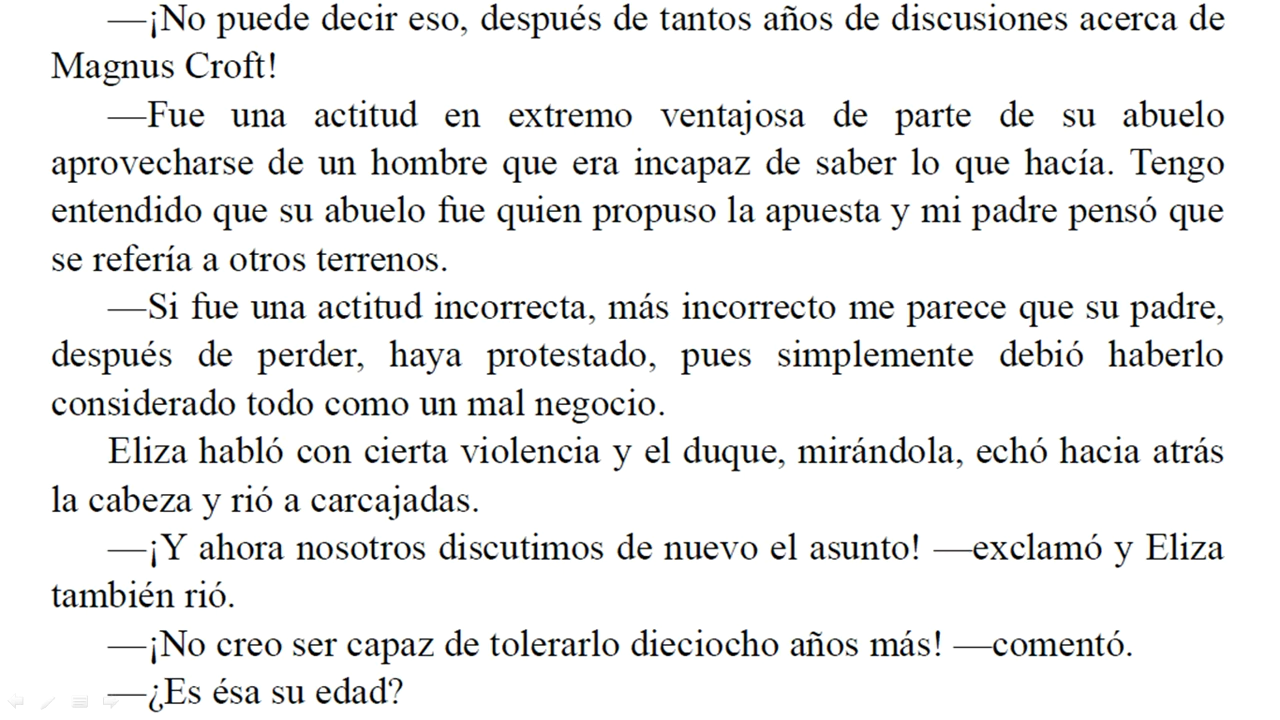 —¡No puede decir eso, después de tantos años de discusiones acerca de
Magnus Croft!
—Fue una actitud en extremo ventajosa de parte de su abuelo
aprovecharse de un hombre que era incapaz de saber lo que hacía. Tengo
entendido que su abuelo fue quien propuso la apuesta y mi padre pensó que
se refería a otros terrenos.
—Si fue una actitud incorrecta, más incorrecto me parece que su padre,
después de perder, haya protestado, pues simplemente debió haberlo
considerado todo como un mal negocio.
Eliza habló con cierta violencia y el duque, mirándola, echó hacia atrás
la cabeza y rió a carcajadas.
—¡Y ahora nosotros discutimos de nuevo el asunto! —exclamó y Eliza
también rió.
—¡No creo ser capaz de tolerarlo dieciocho años más! —comentó.
—¿Es ésa su edad?